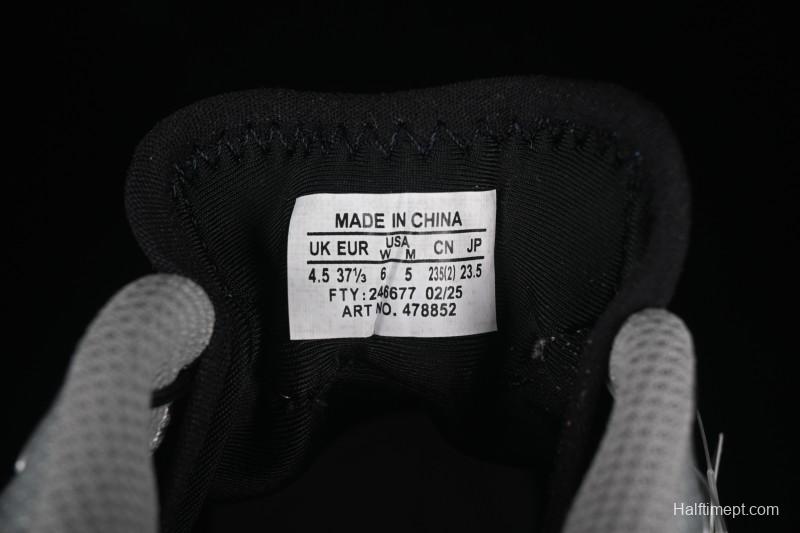 MADE IN CHINA
UK EUR USA W M CN JP
4.5 37⅓ 6 5 235(2) 23.5
FTY: 246677 02/25
ART NO. 478852
Halftimept.com